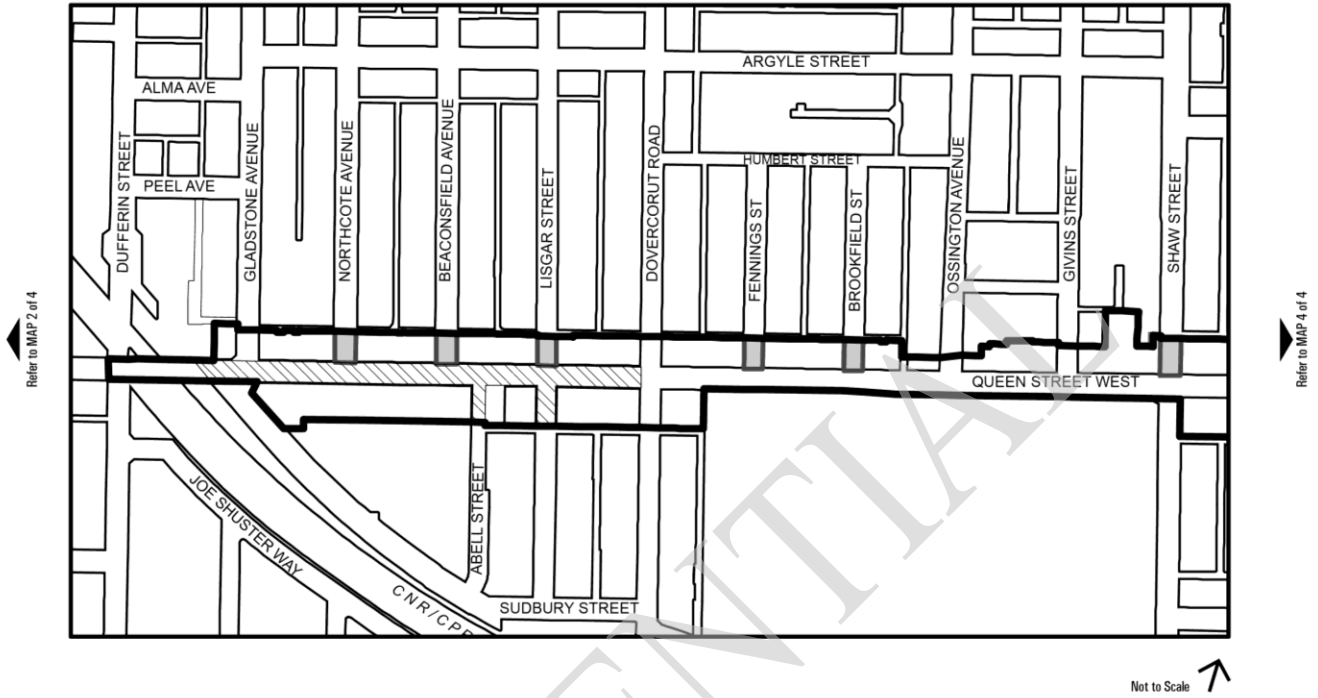 ARGYLE STREET
ALMA AVE
HUMBERT STREET
PEEL AVE
DUFFERIN STREET
GLADSTONE AVENUE
NORTHCOTE AVENUE
BEACONSFIELD AVENUE
LISGAR STREET
DOVERCORUT ROAD
FENNINGS ST
BROOKFIELD ST
OSSINGTON AVENUE
GIVINS STREET
SHAW STREET
Refer to MAP 2 of 4
Refer to MAP 4 of 4
QUEEN STREET WEST
JOE SHUSTER WAY
ABELL STREET
CNR/CPR
SUDBURY STREET
ENTIAL
Not to Scale